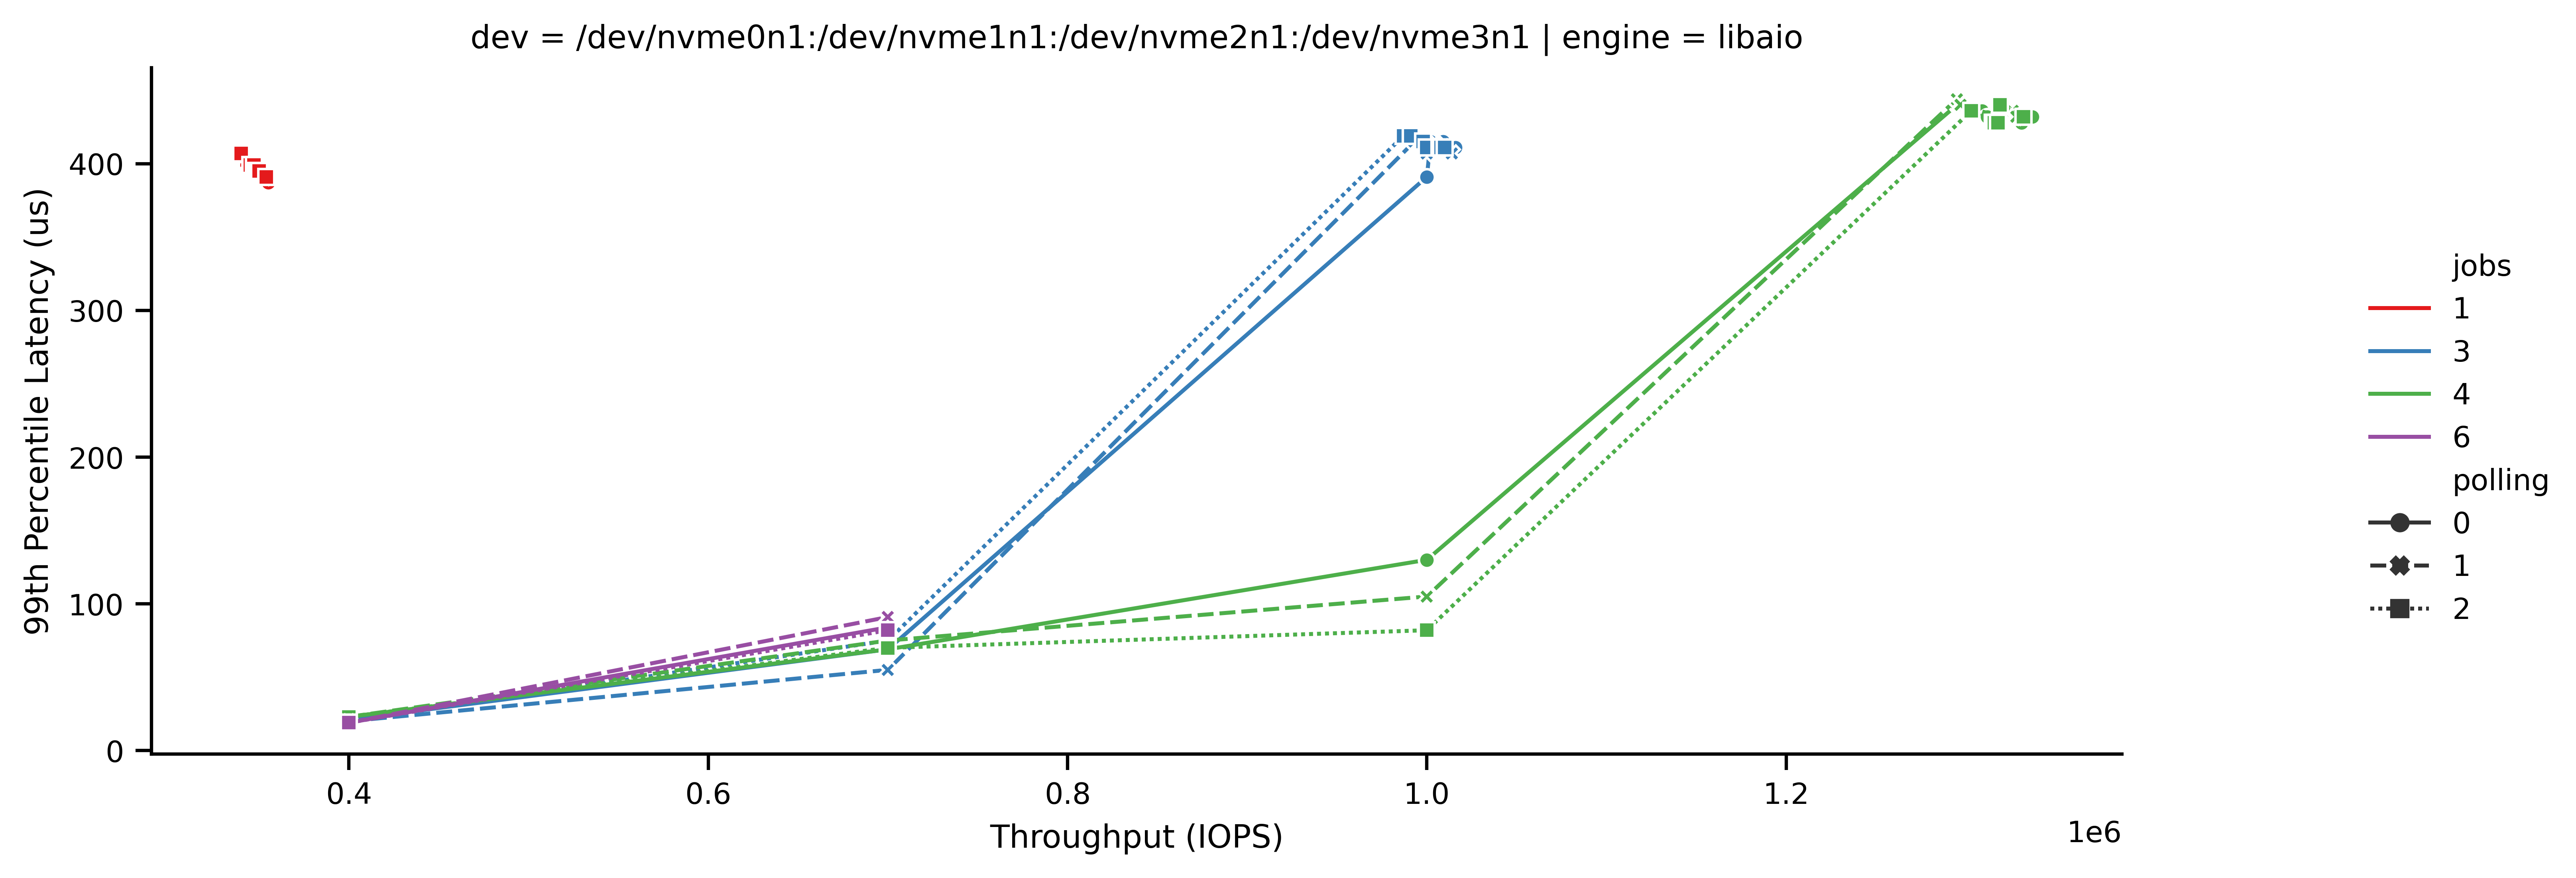 dev = /dev/nvme0n1:/dev/nvme1n1:/dev/nvme2n1:/dev/nvme3n1 | engine = libaio
99th Percentile Latency (us)
400
300
200
100
0
0.4
0.6
0.8
1.0
1.2
1e6
Throughput (IOPS)
jobs
1
3
4
6
polling
0
1
2